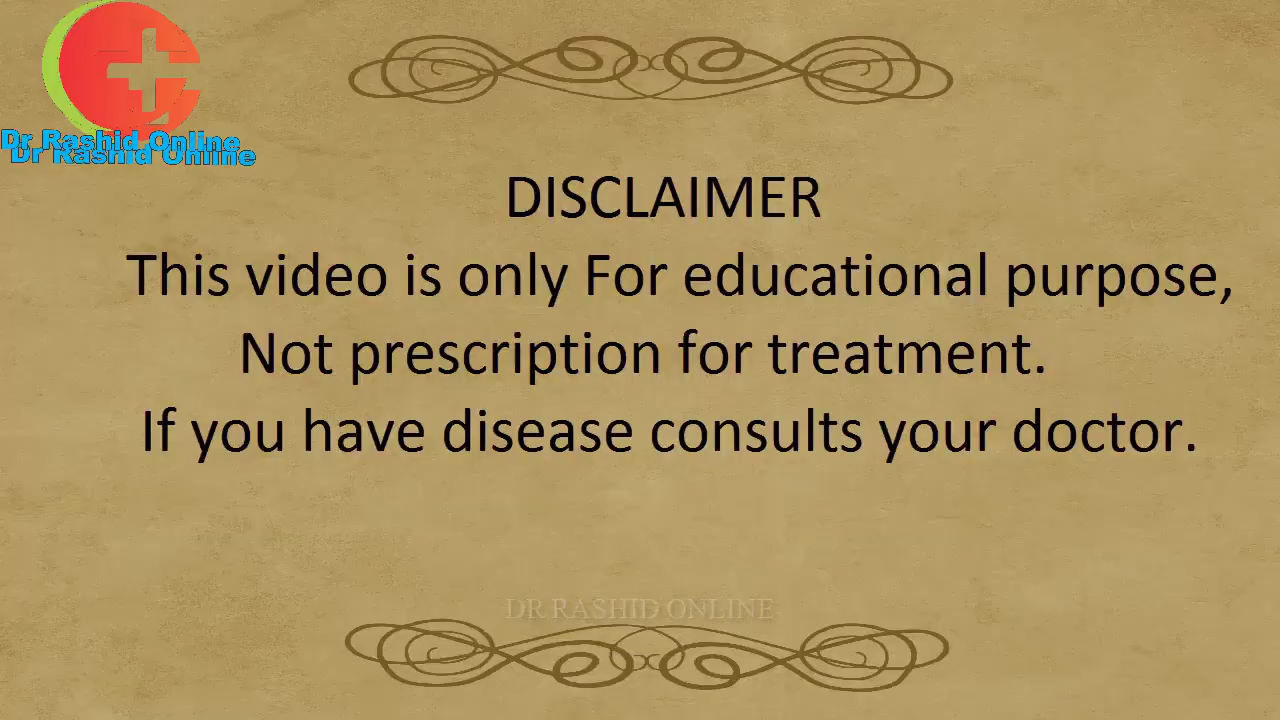 Dr Rashid Online
Dr Rashid Online
DISCLAIMER
This video is only For educational purpose,
Not prescription for treatment.
If you have disease consults your doctor.
DR RASHID ONLINE